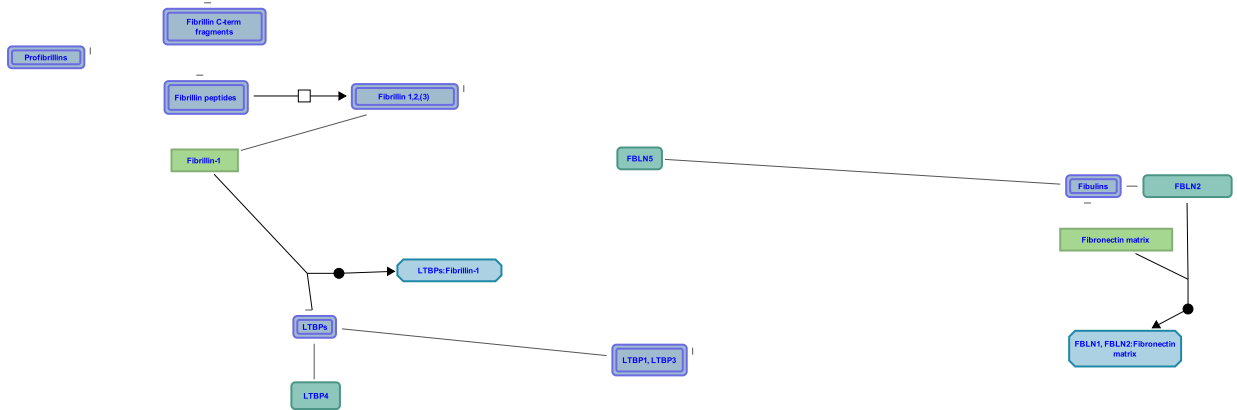 Fibrillin C-term
fragments
Profibrillins
Fibrillin peptides
Fibrillin 1,2,(3)
Fibrillin-1
FBLN5
Fibulins
FBLN2
Fibronectin matrix
LTBPs:Fibrillin-1
LTBPs
FBLN1, FBLN2:Fibronectin
matrix
LTBP1, LTBP3
LTBP4